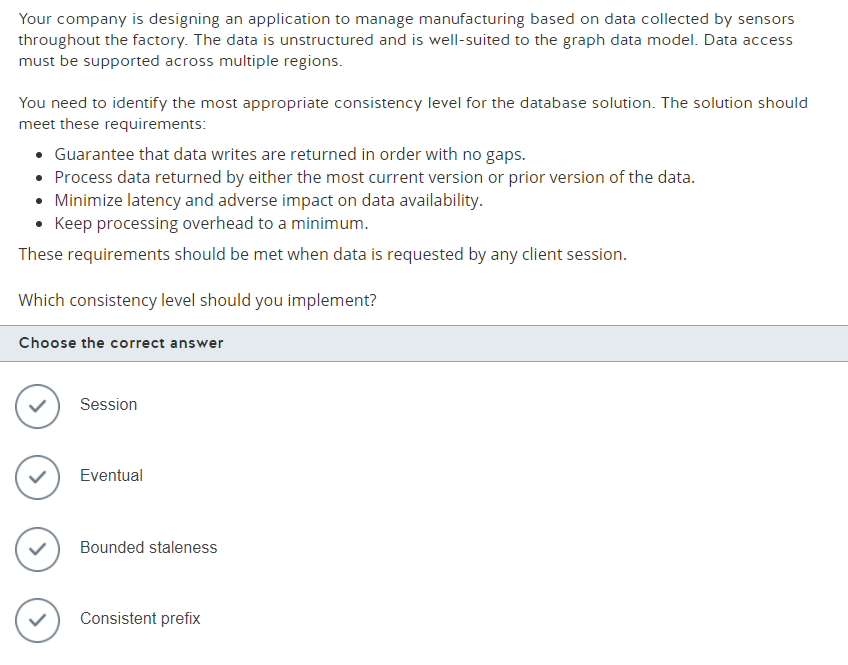 Your company is designing an application to manage manufacturing based on data collected by sensors
throughout the factory. The data is unstructured and is well-suited to the graph data model. Data access
must be supported across multiple regions.
You need to identify the most appropriate consistency level for the database solution. The solution should
meet these requirements:
• Guarantee that data writes are returned in order with no gaps.
• Process data returned by either the most current version or prior version of the data.
• Minimize latency and adverse impact on data availability.
• Keep processing overhead to a minimum.
These requirements should be met when data is requested by any client session.
Which consistency level should you implement?
Choose the correct answer
Session
Eventual
Bounded staleness
Consistent prefix